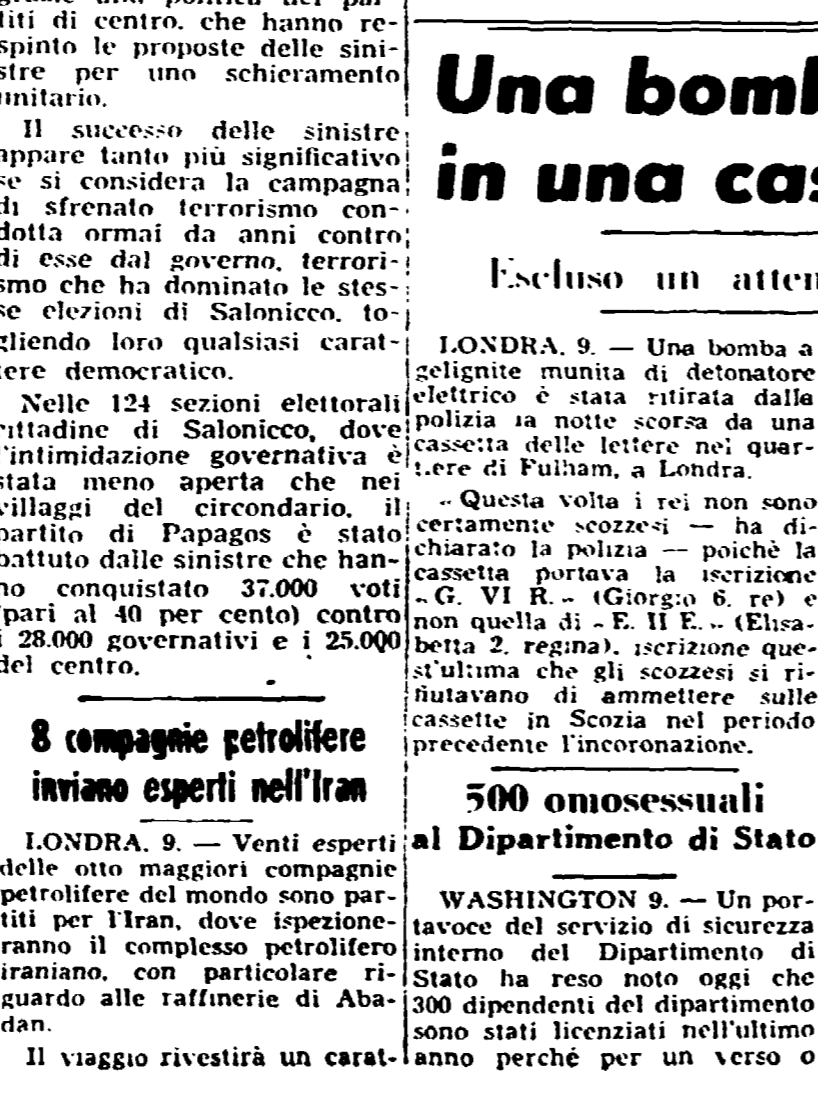 titi di centro. che hanno re-
spinto le proposte delle sini-
stre per uno schieramento
unitario.
Il successo delle sinistre
appare tanto più significativo
se si considera la campagna
di sfrenato terrorismo con-
dotta ormai da anni contro
di esse dal governo. terrori-
smo che ha dominato le stes-
se elezioni di Salonicco. to-
gliendo loro qualsiasi carat-
tere democratico.
Nelle 124 sezioni elettorali
cittadine di Salonicco, dove
l'intimidazione governativa è
stata meno aperta che nei
villaggi del circondario. il
partito di Papagos è stato
battuto dalle sinistre che han-
no conquistato 37.000 voti
(pari al 40 per cento) contro
i 28.000 governativi e i 25.000
del centro.
8 compagnie petrolifere
inviano esperti nell'Iran
LONDRA. 9. — Venti esperti
delle otto maggiori compagnie
petrolifere del mondo sono par-
titi per l'Iran, dove ispezione-
ranno il complesso petrolifero
iraniano, con particolare ri-
guardo alle raffinerie di Aba-
dan.
Il viaggio rivestirà un carat-
Una bomb
in una cas
Escluso un atten
LONDRA. 9. — Una bomba a
gelignite munita di detonatore
elettrico è stata ritirata dalla
polizia la notte scorsa da una
cassetta delle lettere nel quar-
tiere di Fulham, a Londra.
« Questa volta i rei non sono
certamente scozzesi — ha di-
chiarato la polizia — poichè la
cassetta portava la iscrizione
« G. VI R. » (Giorgio 6. re) e
non quella di « E. II E. » (Elisa-
betta 2. regina). iscrizione que-
st'ultima che gli scozzesi si ri-
fiutavano di ammettere sulle
cassette in Scozia nel periodo
precedente l'incoronazione.
500 omosessuali
al Dipartimento di Stato
WASHINGTON 9. — Un por-
tavoce del servizio di sicurezza
interno del Dipartimento di
Stato ha reso noto oggi che
300 dipendenti del dipartimento
sono stati licenziati nell'ultimo
anno perché per un verso o